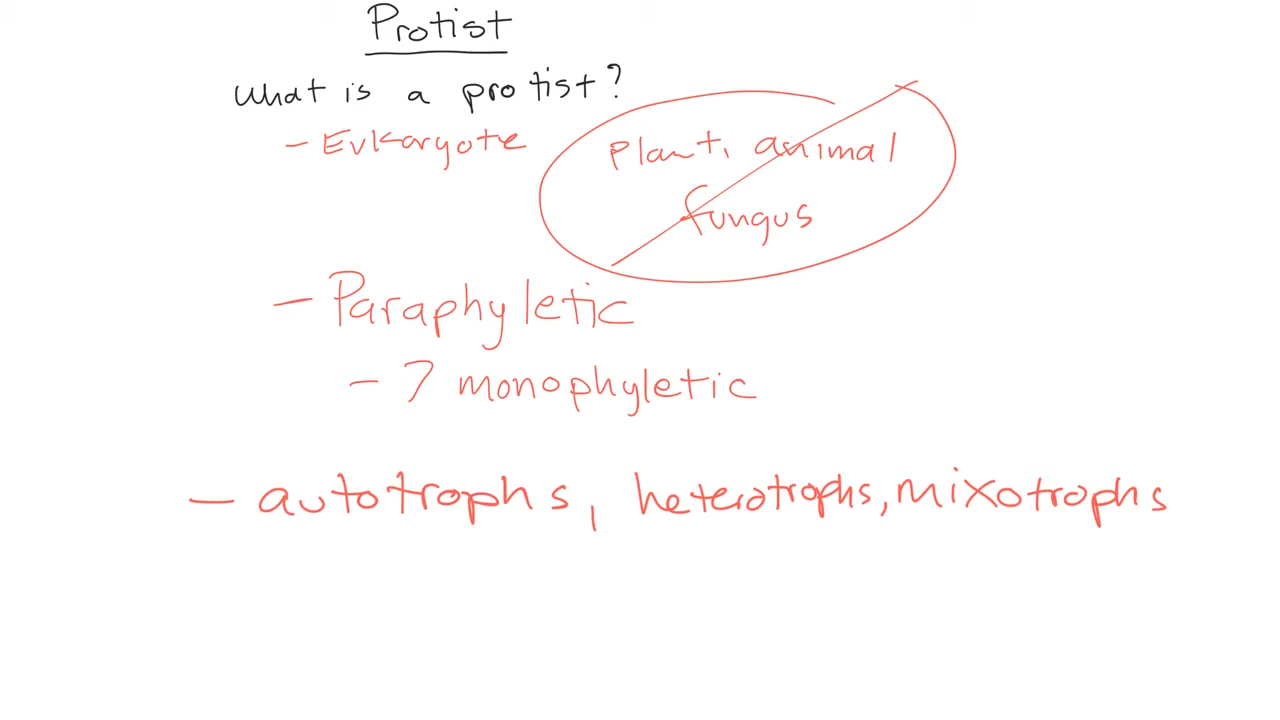 Protist
What is a protist?
- Eukaryote
plant, animal
fungus
- Paraphyletic
- 7 monophyletic
- autotrophs, heterotrophs, mixotrophs